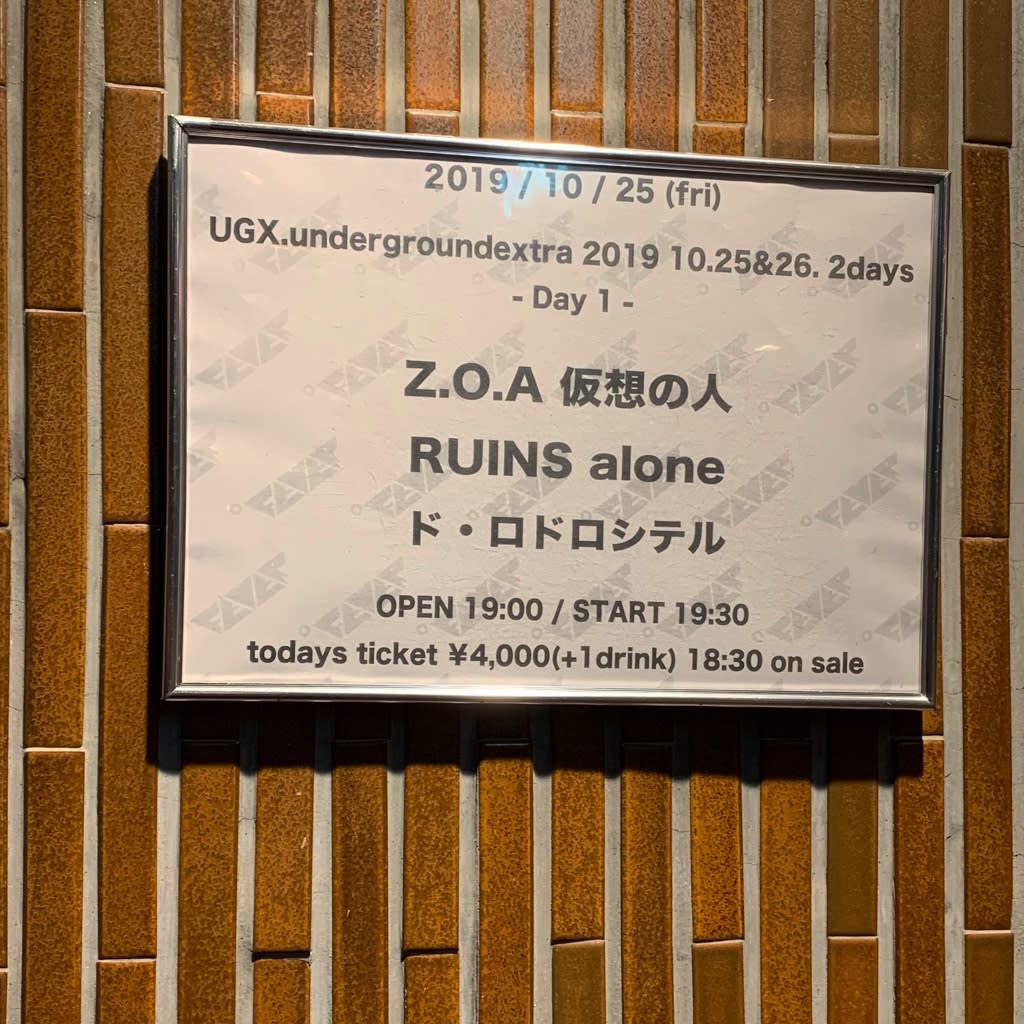 2019 / 10 / 25 (fri)
UGX.undergroundextra 2019 10.25&26. 2days
- Day 1 -
Z.O.A 仮想の人
RUINS alone
ド・ロドロシテル
OPEN 19:00 / START 19:30
todays ticket ¥4,000(+1drink) 18:30 on sale